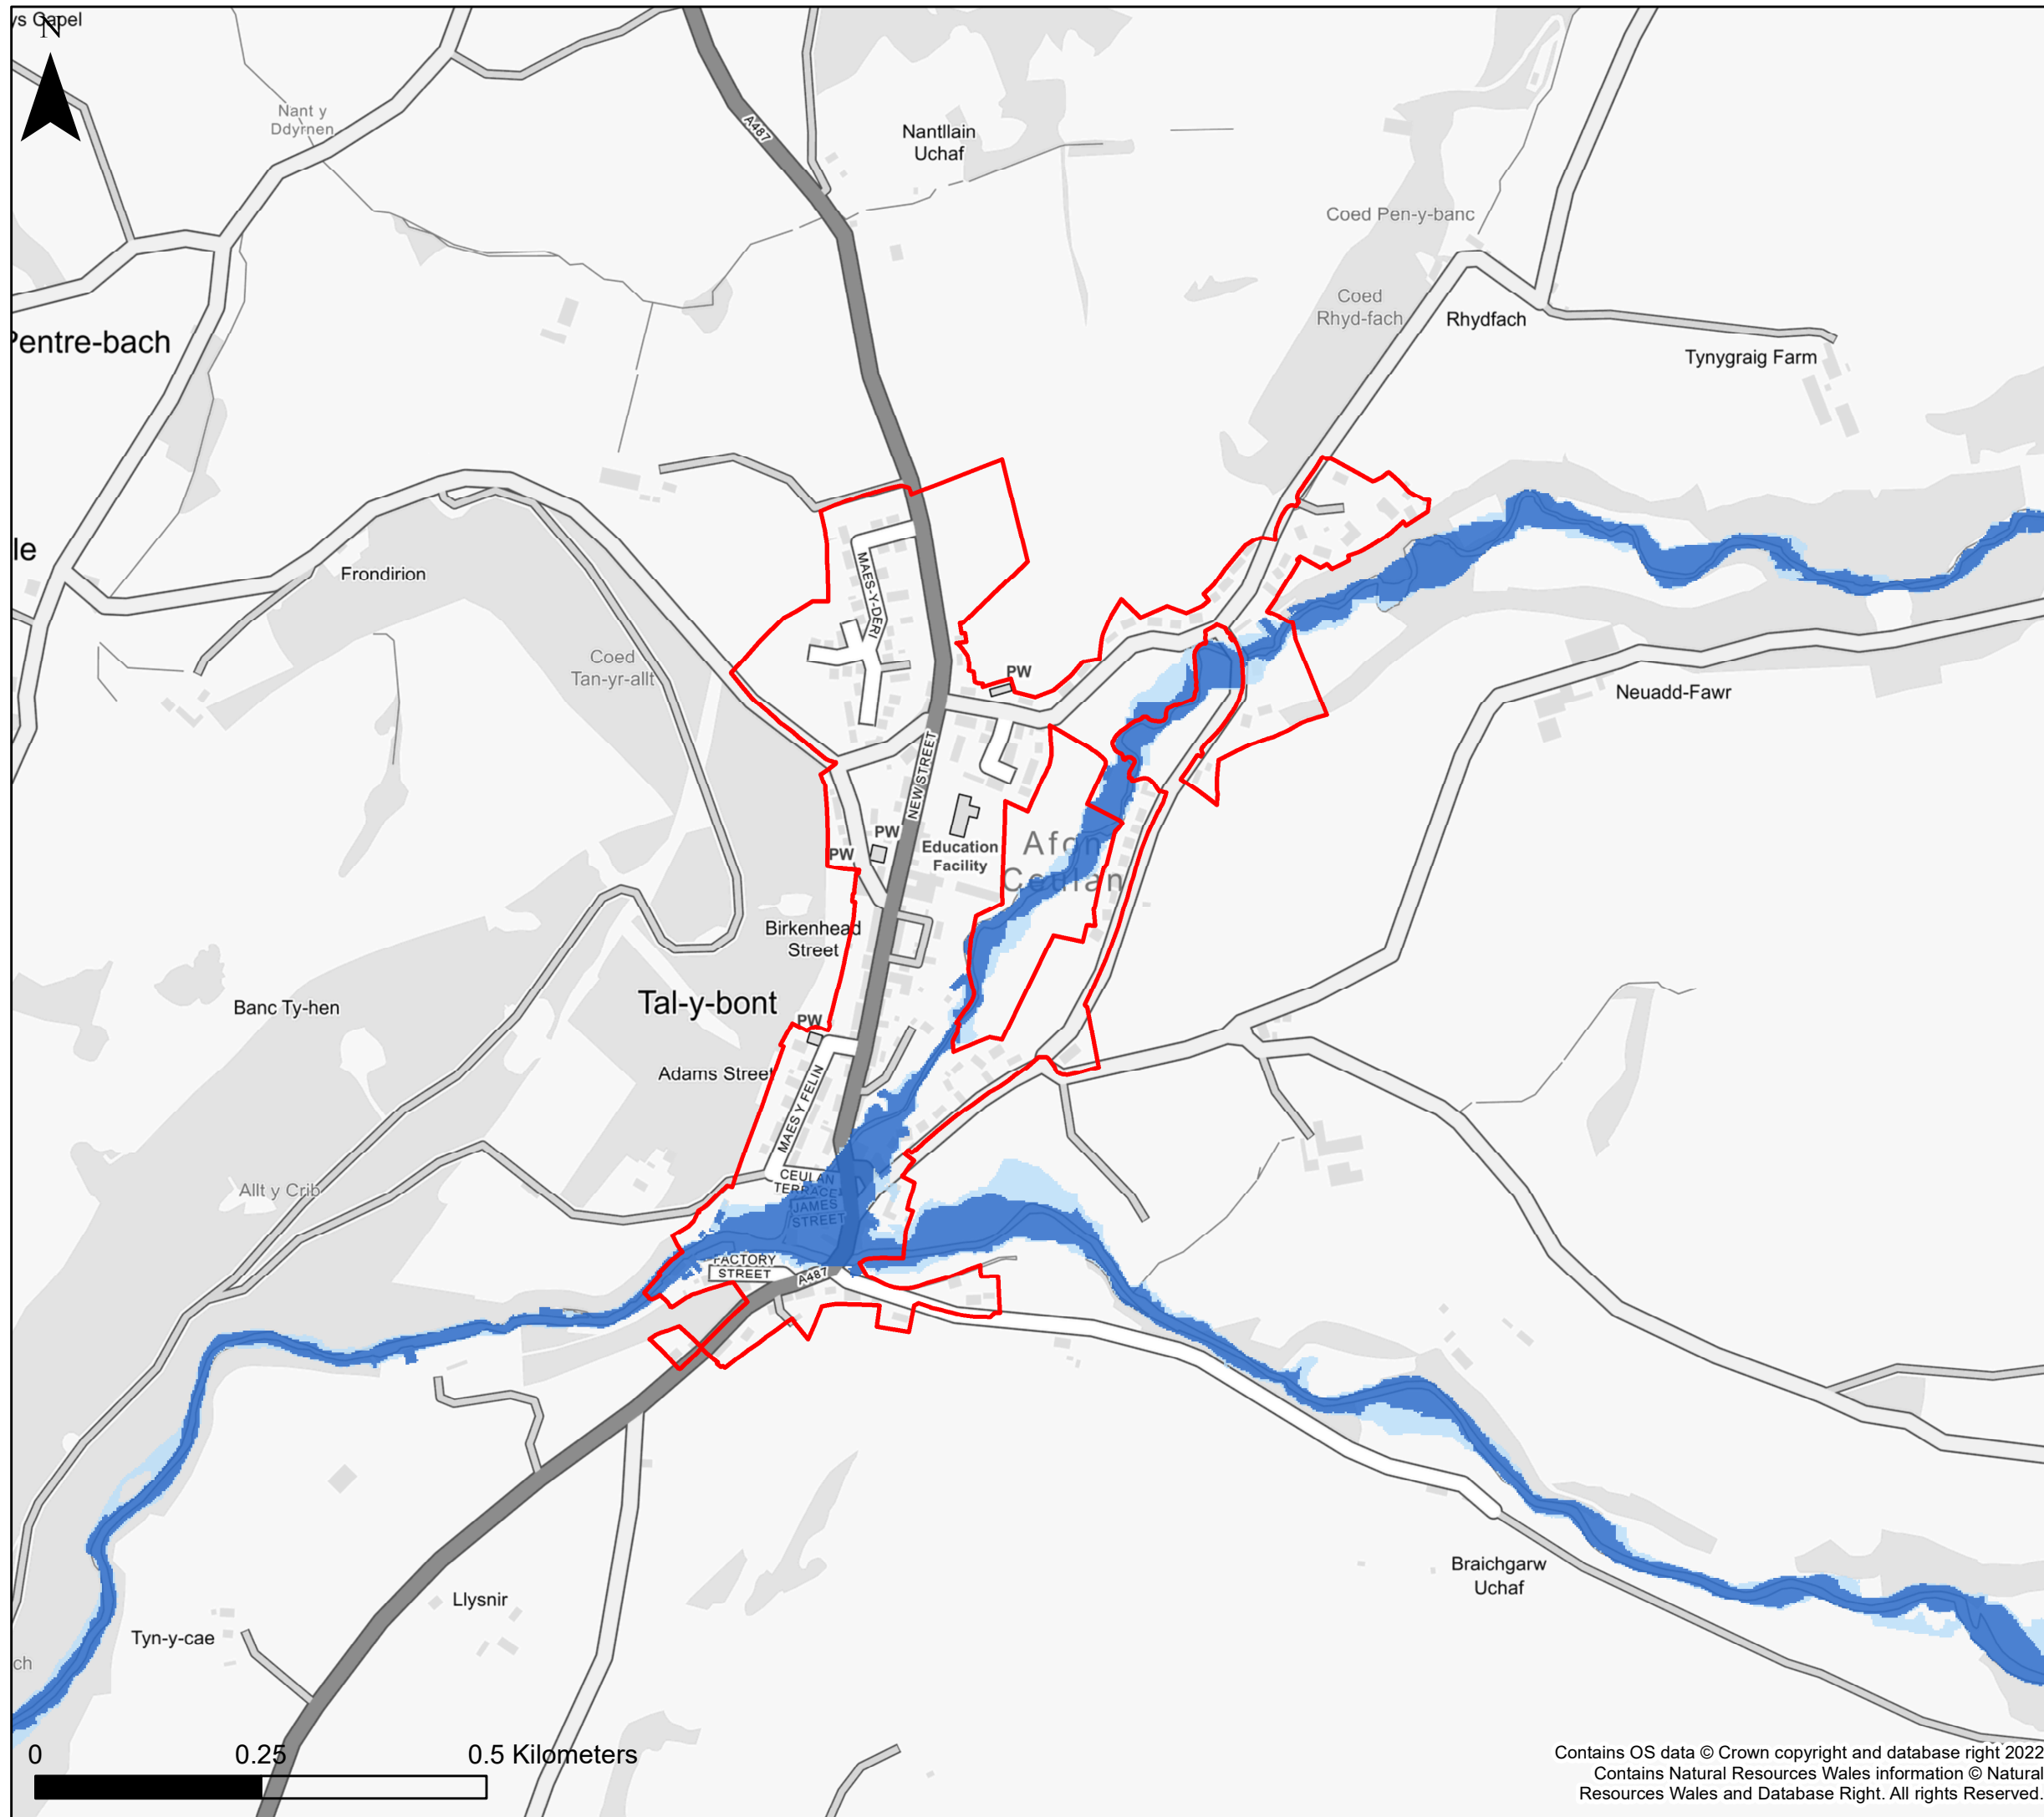 ys Capel
N
Nant y
Ddyrnen
A487
Nantllain
Uchaf
Coed Pen-y-banc
Coed
Rhyd-fach
Rhydfach
Tynygraig Farm
Pentre-bach
le
Frondirion
MAES-Y-DERI
Coed
Tan-yr-allt
PW
Neuadd-Fawr
NEW STREET
PW
PW
Education
Facility
Afon
Ceulan
Birkenhead
Street
Tal-y-bont
Banc Ty-hen
PW
Adams Street
MAES Y FELIN
CEULAN
TERRACE
JAMES
STREET
Allt y Crib
FACTORY
STREET
A487
Braichgarw
Uchaf
Llysnir
Tyn-y-cae
ch
0
0.25
0.5 Kilometers
Contains OS data © Crown copyright and database right 2022
Contains Natural Resources Wales information © Natural
Resources Wales and Database Right. All rights Reserved.